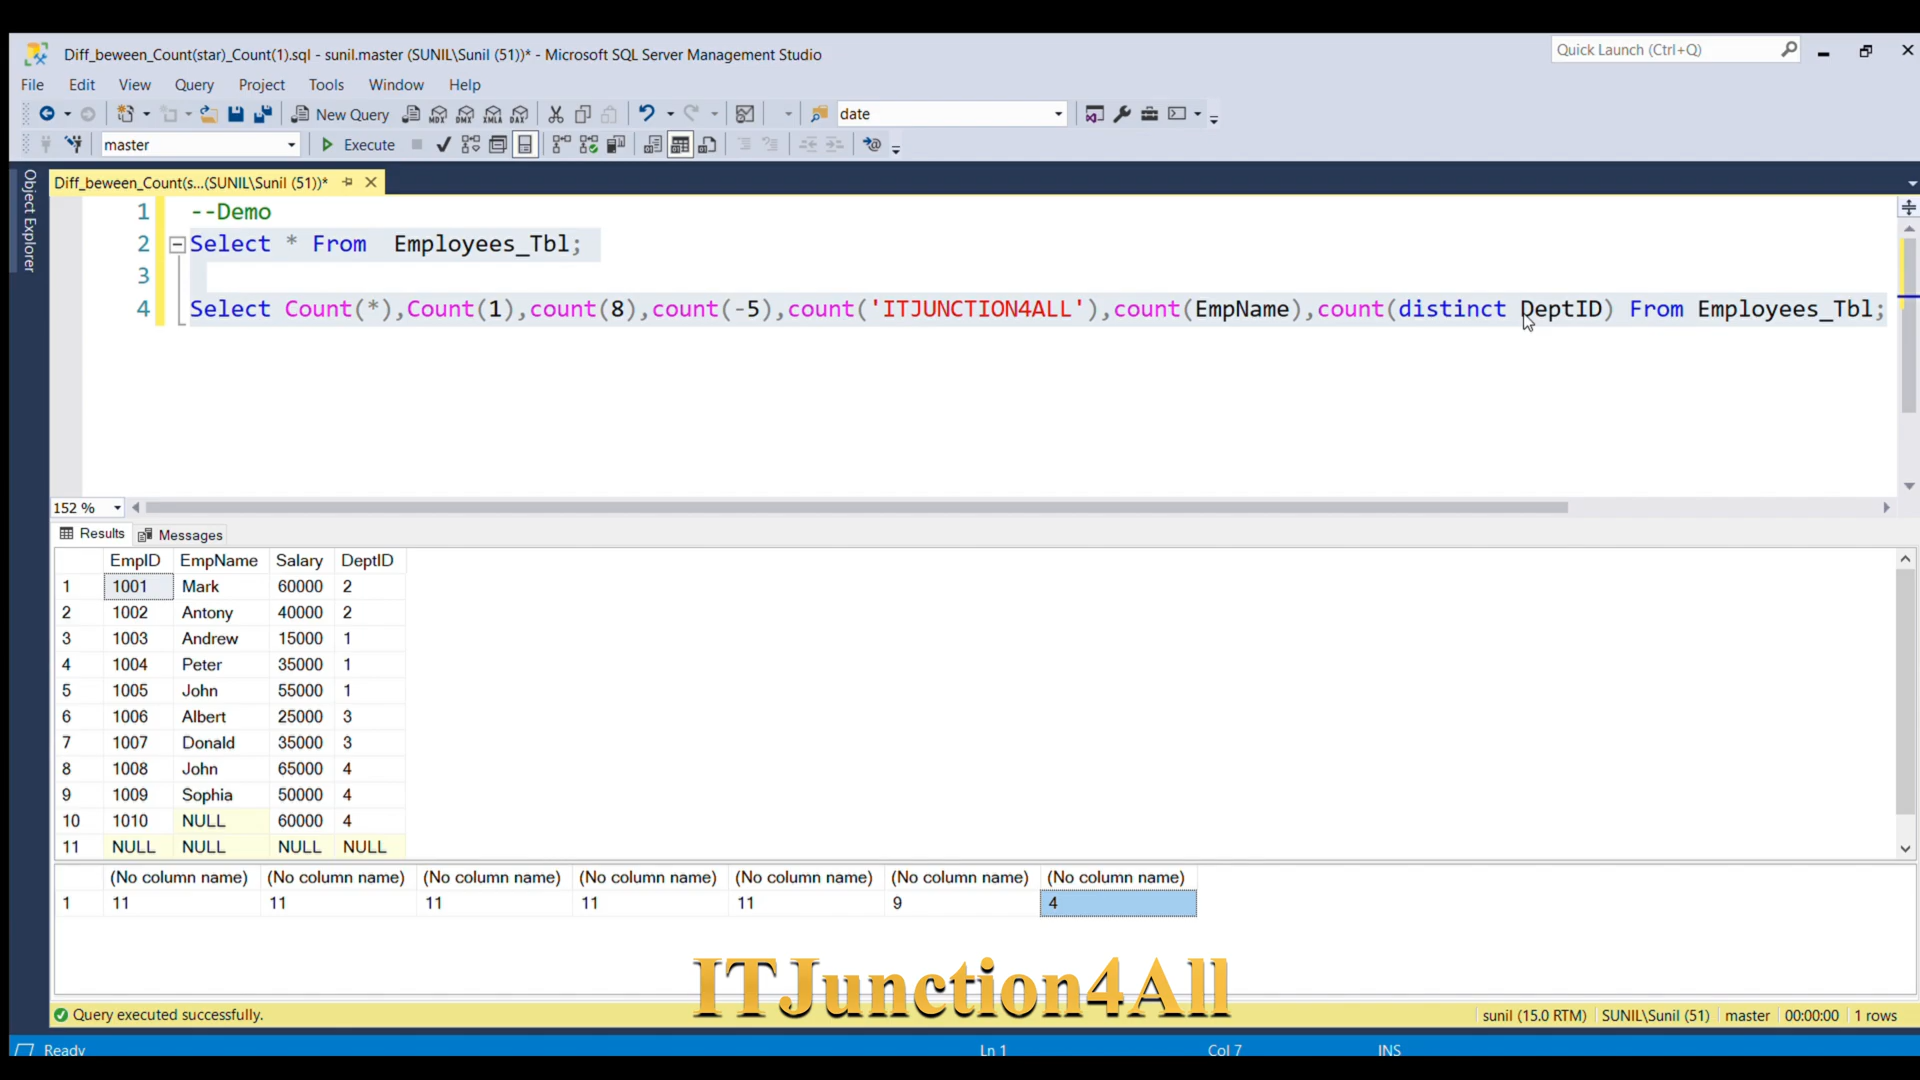 Diff_beween_Count(star)_Count(1).sql - sunil.master (SUNIL\Sunil (51))* - Microsoft SQL Server Management Studio
Quick Launch (Ctrl+Q)
File Edit View Query Project Tools Window Help
New Query
date
master
Execute
Object Explorer
Diff_beween_Count(s...(SUNIL\Sunil (51))*
1 --Demo
2 Select * From Employees_Tbl;
3
4 Select Count(*),Count(1),count(8),count(-5),count('ITJUNCTION4ALL'),count(EmpName),count(distinct DeptID) From Employees_Tbl;
152 %
Results Messages
EmpID EmpName Salary DeptID
1 1001 Mark 60000 2
2 1002 Antony 40000 2
3 1003 Andrew 15000 1
4 1004 Peter 35000 1
5 1005 John 55000 1
6 1006 Albert 25000 3
7 1007 Donald 35000 3
8 1008 John 65000 4
9 1009 Sophia 50000 4
10 1010 NULL 60000 4
11 NULL NULL NULL NULL
(No column name) (No column name) (No column name) (No column name) (No column name) (No column name) (No column name)
1 11 11 11 11 11 9 4
ITJunction4All
Query executed successfully.
sunil (15.0 RTM) SUNIL\Sunil (51) master 00:00:00 1 rows
Ready Ln 1 Col 7 INS